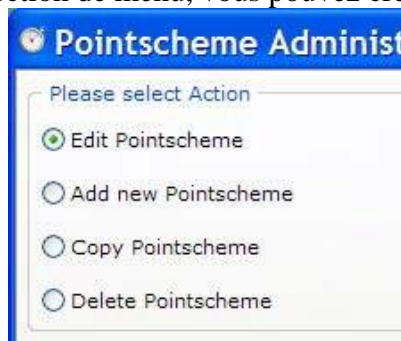 Pointscheme Administ
Please select Action
Edit Pointscheme
Add new Pointscheme
Copy Pointscheme
Delete Pointscheme